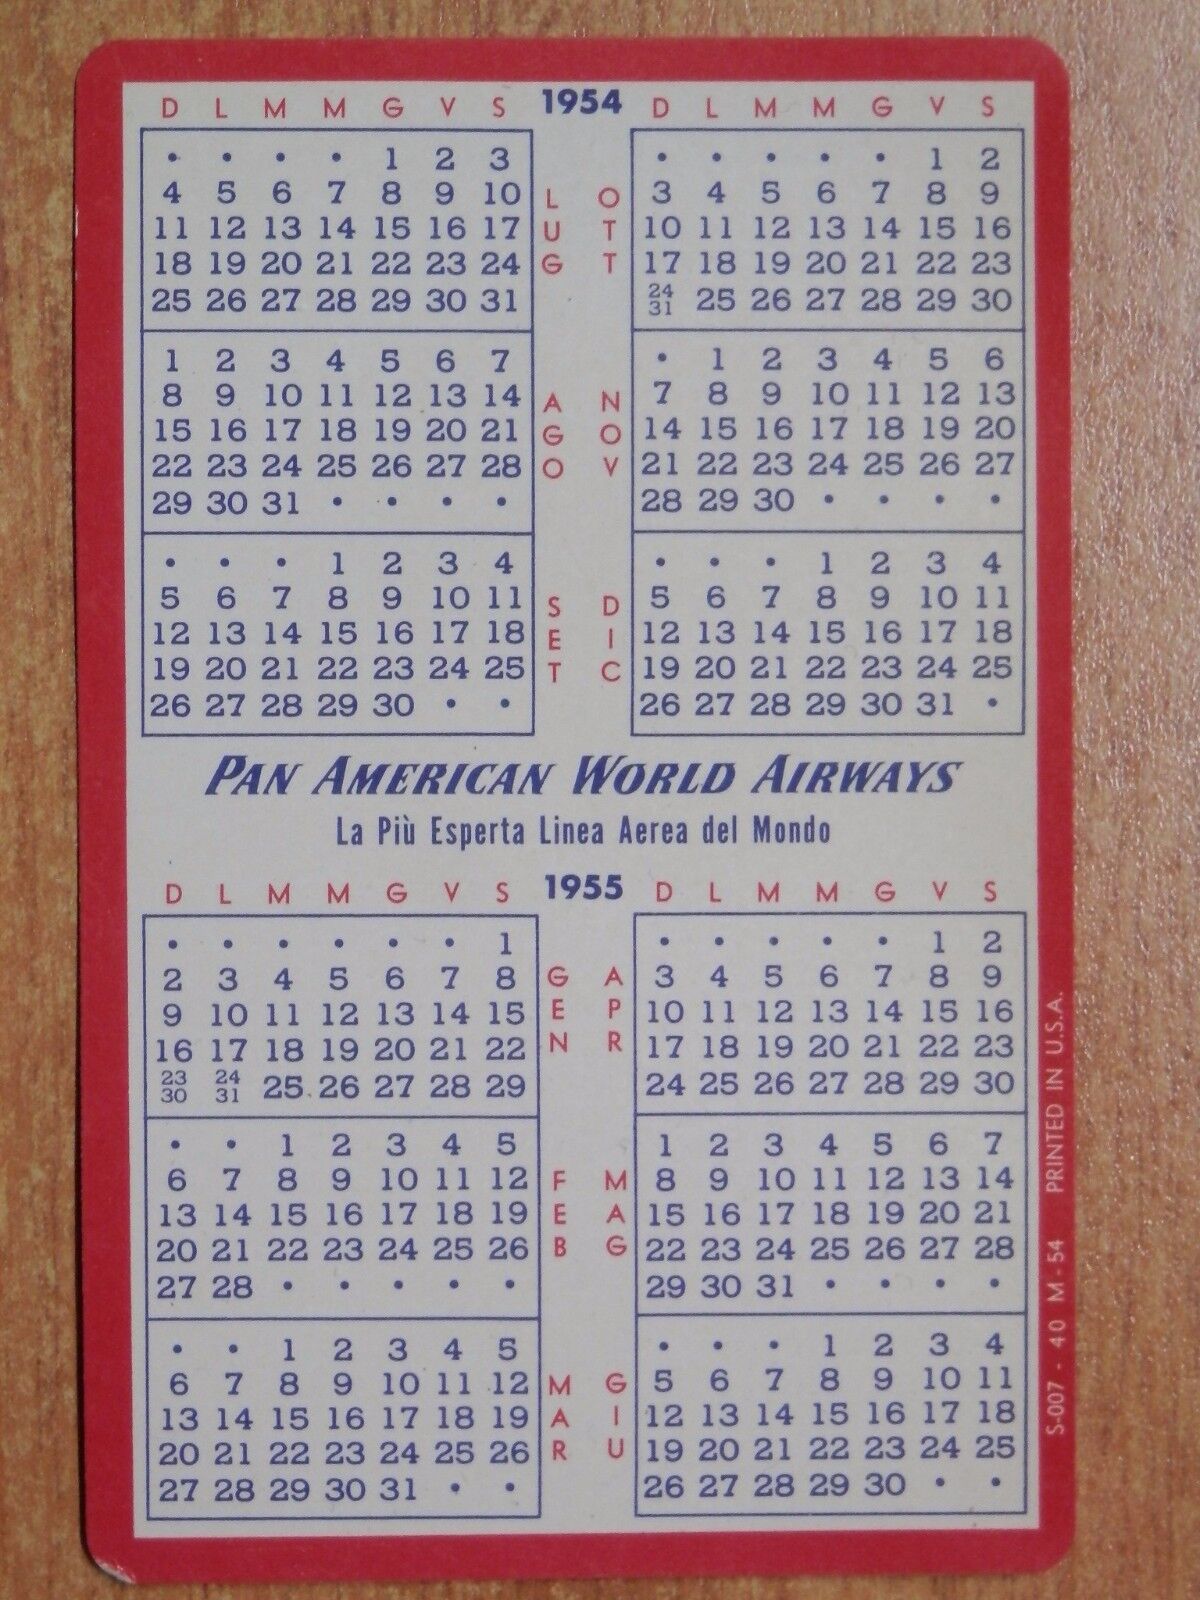 D L M M G V S 1954 D L M M G V S
• • • • 1 2 3
4 5 6 7 8 9 10
11 12 13 14 15 16 17
18 19 20 21 22 23 24
25 26 27 28 29 30 31
LUG
OTT
• • • • • 1 2
3 4 5 6 7 8 9
10 11 12 13 14 15 16
17 18 19 20 21 22 23
24/31 25 26 27 28 29 30
1 2 3 4 5 6 7
8 9 10 11 12 13 14
15 16 17 18 19 20 21
22 23 24 25 26 27 28
29 30 31 • • • •
AGO
NOV
• 1 2 3 4 5 6
7 8 9 10 11 12 13
14 15 16 17 18 19 20
21 22 23 24 25 26 27
28 29 30 • • • •
• • • 1 2 3 4
5 6 7 8 9 10 11
12 13 14 15 16 17 18
19 20 21 22 23 24 25
26 27 28 29 30 • •
SET
DIC
• • • 1 2 3 4
5 6 7 8 9 10 11
12 13 14 15 16 17 18
19 20 21 22 23 24 25
26 27 28 29 30 31 •
PAN AMERICAN WORLD AIRWAYS
La Più Esperta Linea Aerea del Mondo
D L M M G V S 1955 D L M M G V S
• • • • • • 1
2 3 4 5 6 7 8
9 10 11 12 13 14 15
16 17 18 19 20 21 22
23/30 24/31 25 26 27 28 29
GEN
APR
• • • • • 1 2
3 4 5 6 7 8 9
10 11 12 13 14 15 16
17 18 19 20 21 22 23
24 25 26 27 28 29 30
• • 1 2 3 4 5
6 7 8 9 10 11 12
13 14 15 16 17 18 19
20 21 22 23 24 25 26
27 28 • • • • •
FEB
MAG
1 2 3 4 5 6 7
8 9 10 11 12 13 14
15 16 17 18 19 20 21
22 23 24 25 26 27 28
29 30 31 • • • •
• • 1 2 3 4 5
6 7 8 9 10 11 12
13 14 15 16 17 18 19
20 21 22 23 24 25 26
27 28 29 30 31 • •
MAR
GIU
• • • 1 2 3 4
5 6 7 8 9 10 11
12 13 14 15 16 17 18
19 20 21 22 23 24 25
26 27 28 29 30 • •
S-007 - 40 M - 54 PRINTED IN U.S.A.